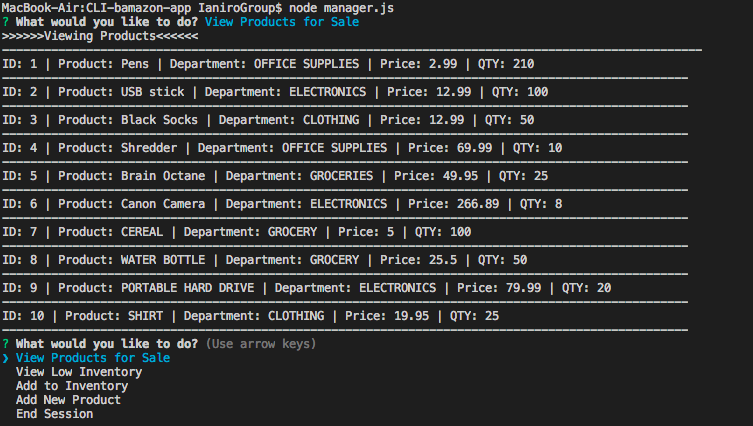 MacBook-Air:CLI-bamazon-app IaniroGroup$ node manager.js
? What would you like to do? View Products for Sale
>>>>>>Viewing Products<<<<<<
ID: 1 | Product: Pens | Department: OFFICE SUPPLIES | Price: 2.99 | QTY: 210
ID: 2 | Product: USB stick | Department: ELECTRONICS | Price: 12.99 | QTY: 100
ID: 3 | Product: Black Socks | Department: CLOTHING | Price: 12.99 | QTY: 50
ID: 4 | Product: Shredder | Department: OFFICE SUPPLIES | Price: 69.99 | QTY: 10
ID: 5 | Product: Brain Octane | Department: GROCERIES | Price: 49.95 | QTY: 25
ID: 6 | Product: Canon Camera | Department: ELECTRONICS | Price: 266.89 | QTY: 8
ID: 7 | Product: CEREAL | Department: GROCERY | Price: 5 | QTY: 100
ID: 8 | Product: WATER BOTTLE | Department: GROCERY | Price: 25.5 | QTY: 50
ID: 9 | Product: PORTABLE HARD DRIVE | Department: ELECTRONICS | Price: 79.99 | QTY: 20
ID: 10 | Product: SHIRT | Department: CLOTHING | Price: 19.95 | QTY: 25
? What would you like to do? (Use arrow keys)
❯ View Products for Sale
View Low Inventory
Add to Inventory
Add New Product
End Session